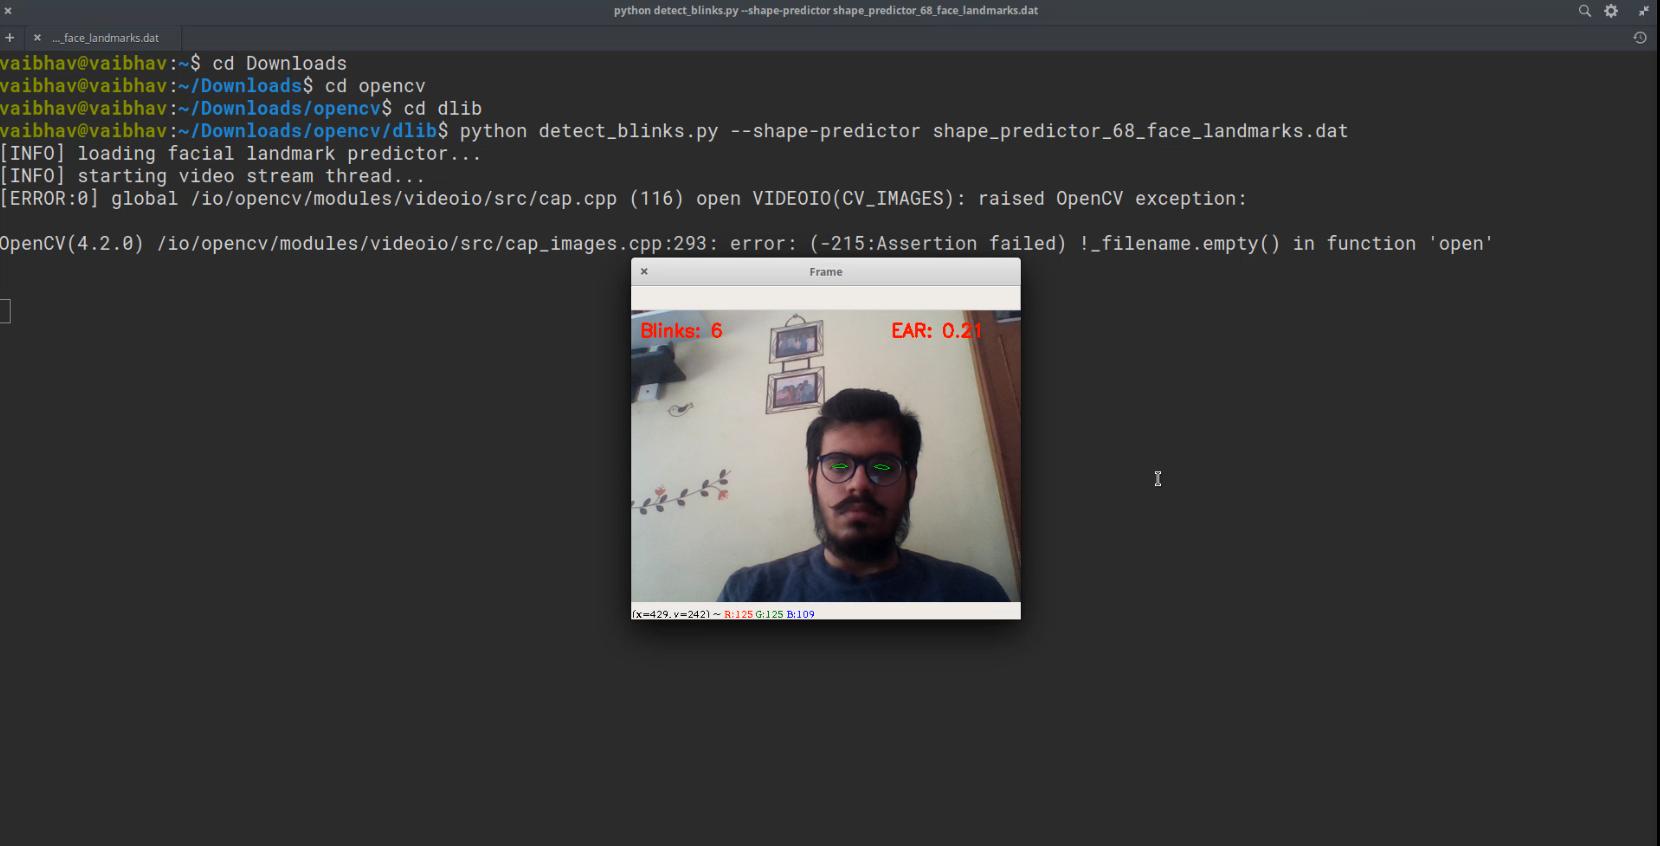 python detect_blinks.py --shape-predictor shape_predictor_68_face_landmarks.dat
..._face_landmarks.dat
vaibhav@vaibhav:~$ cd Downloads
vaibhav@vaibhav:~/Downloads$ cd opencv
vaibhav@vaibhav:~/Downloads/opencv$ cd dlib
vaibhav@vaibhav:~/Downloads/opencv/dlib$ python detect_blinks.py --shape-predictor shape_predictor_68_face_landmarks.dat
[INFO] loading facial landmark predictor...
[INFO] starting video stream thread...
[ERROR:0] global /io/opencv/modules/videoio/src/cap.cpp (116) open VIDEOIO(CV_IMAGES): raised OpenCV exception:
OpenCV(4.2.0) /io/opencv/modules/videoio/src/cap_images.cpp:293: error: (-215:Assertion failed) !_filename.empty() in function 'open'
Frame
Blinks: 6 EAR: 0.21
(x=429, y=242) ~ R:125 G:125 B:109